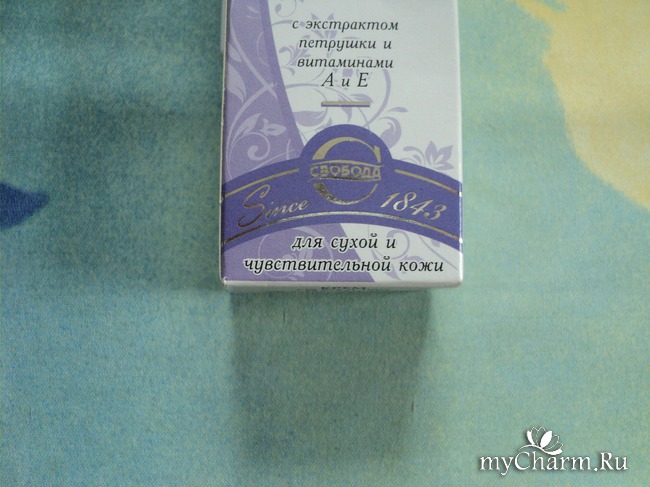 с экстрактом
петрушки и
витаминами
А и Е
СВОБОДА
Since 1843
для сухой и
чувствительной кожи
myCharm.Ru